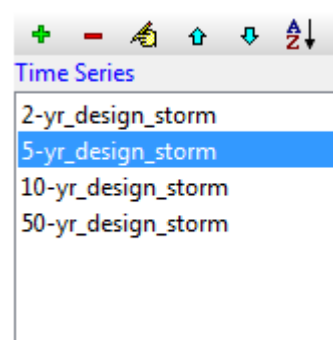 A
Z
Time Series
2-yr_design_storm
5-yr_design_storm
10-yr_design_storm
50-yr_design_storm